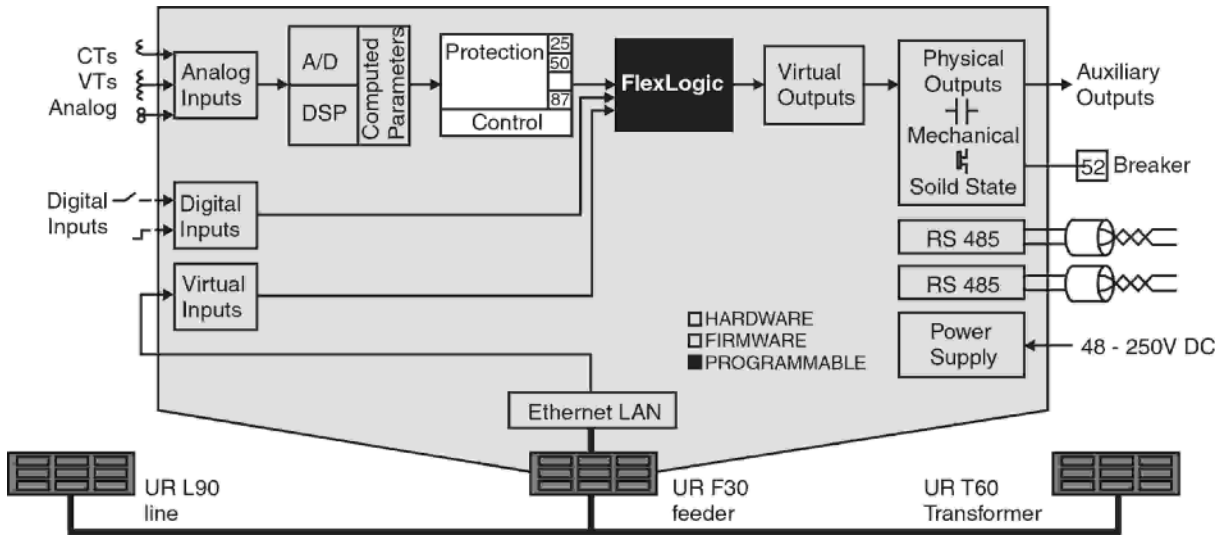 CTs
VTs
Analog
Analog
Inputs
A/D
DSP
Computed
Parameters
Protection
25
50
87
Control
FlexLogic
Virtual
Outputs
Physical
Outputs
Mechanical
Soild State
Auxiliary
Outputs
52
Breaker
Digital
Inputs
Digital
Inputs
Virtual
Inputs
RS 485
RS 485
HARDWARE
FIRMWARE
PROGRAMMABLE
Power
Supply
48 - 250V DC
Ethernet LAN
UR L90
line
UR F30
feeder
UR T60
Transformer